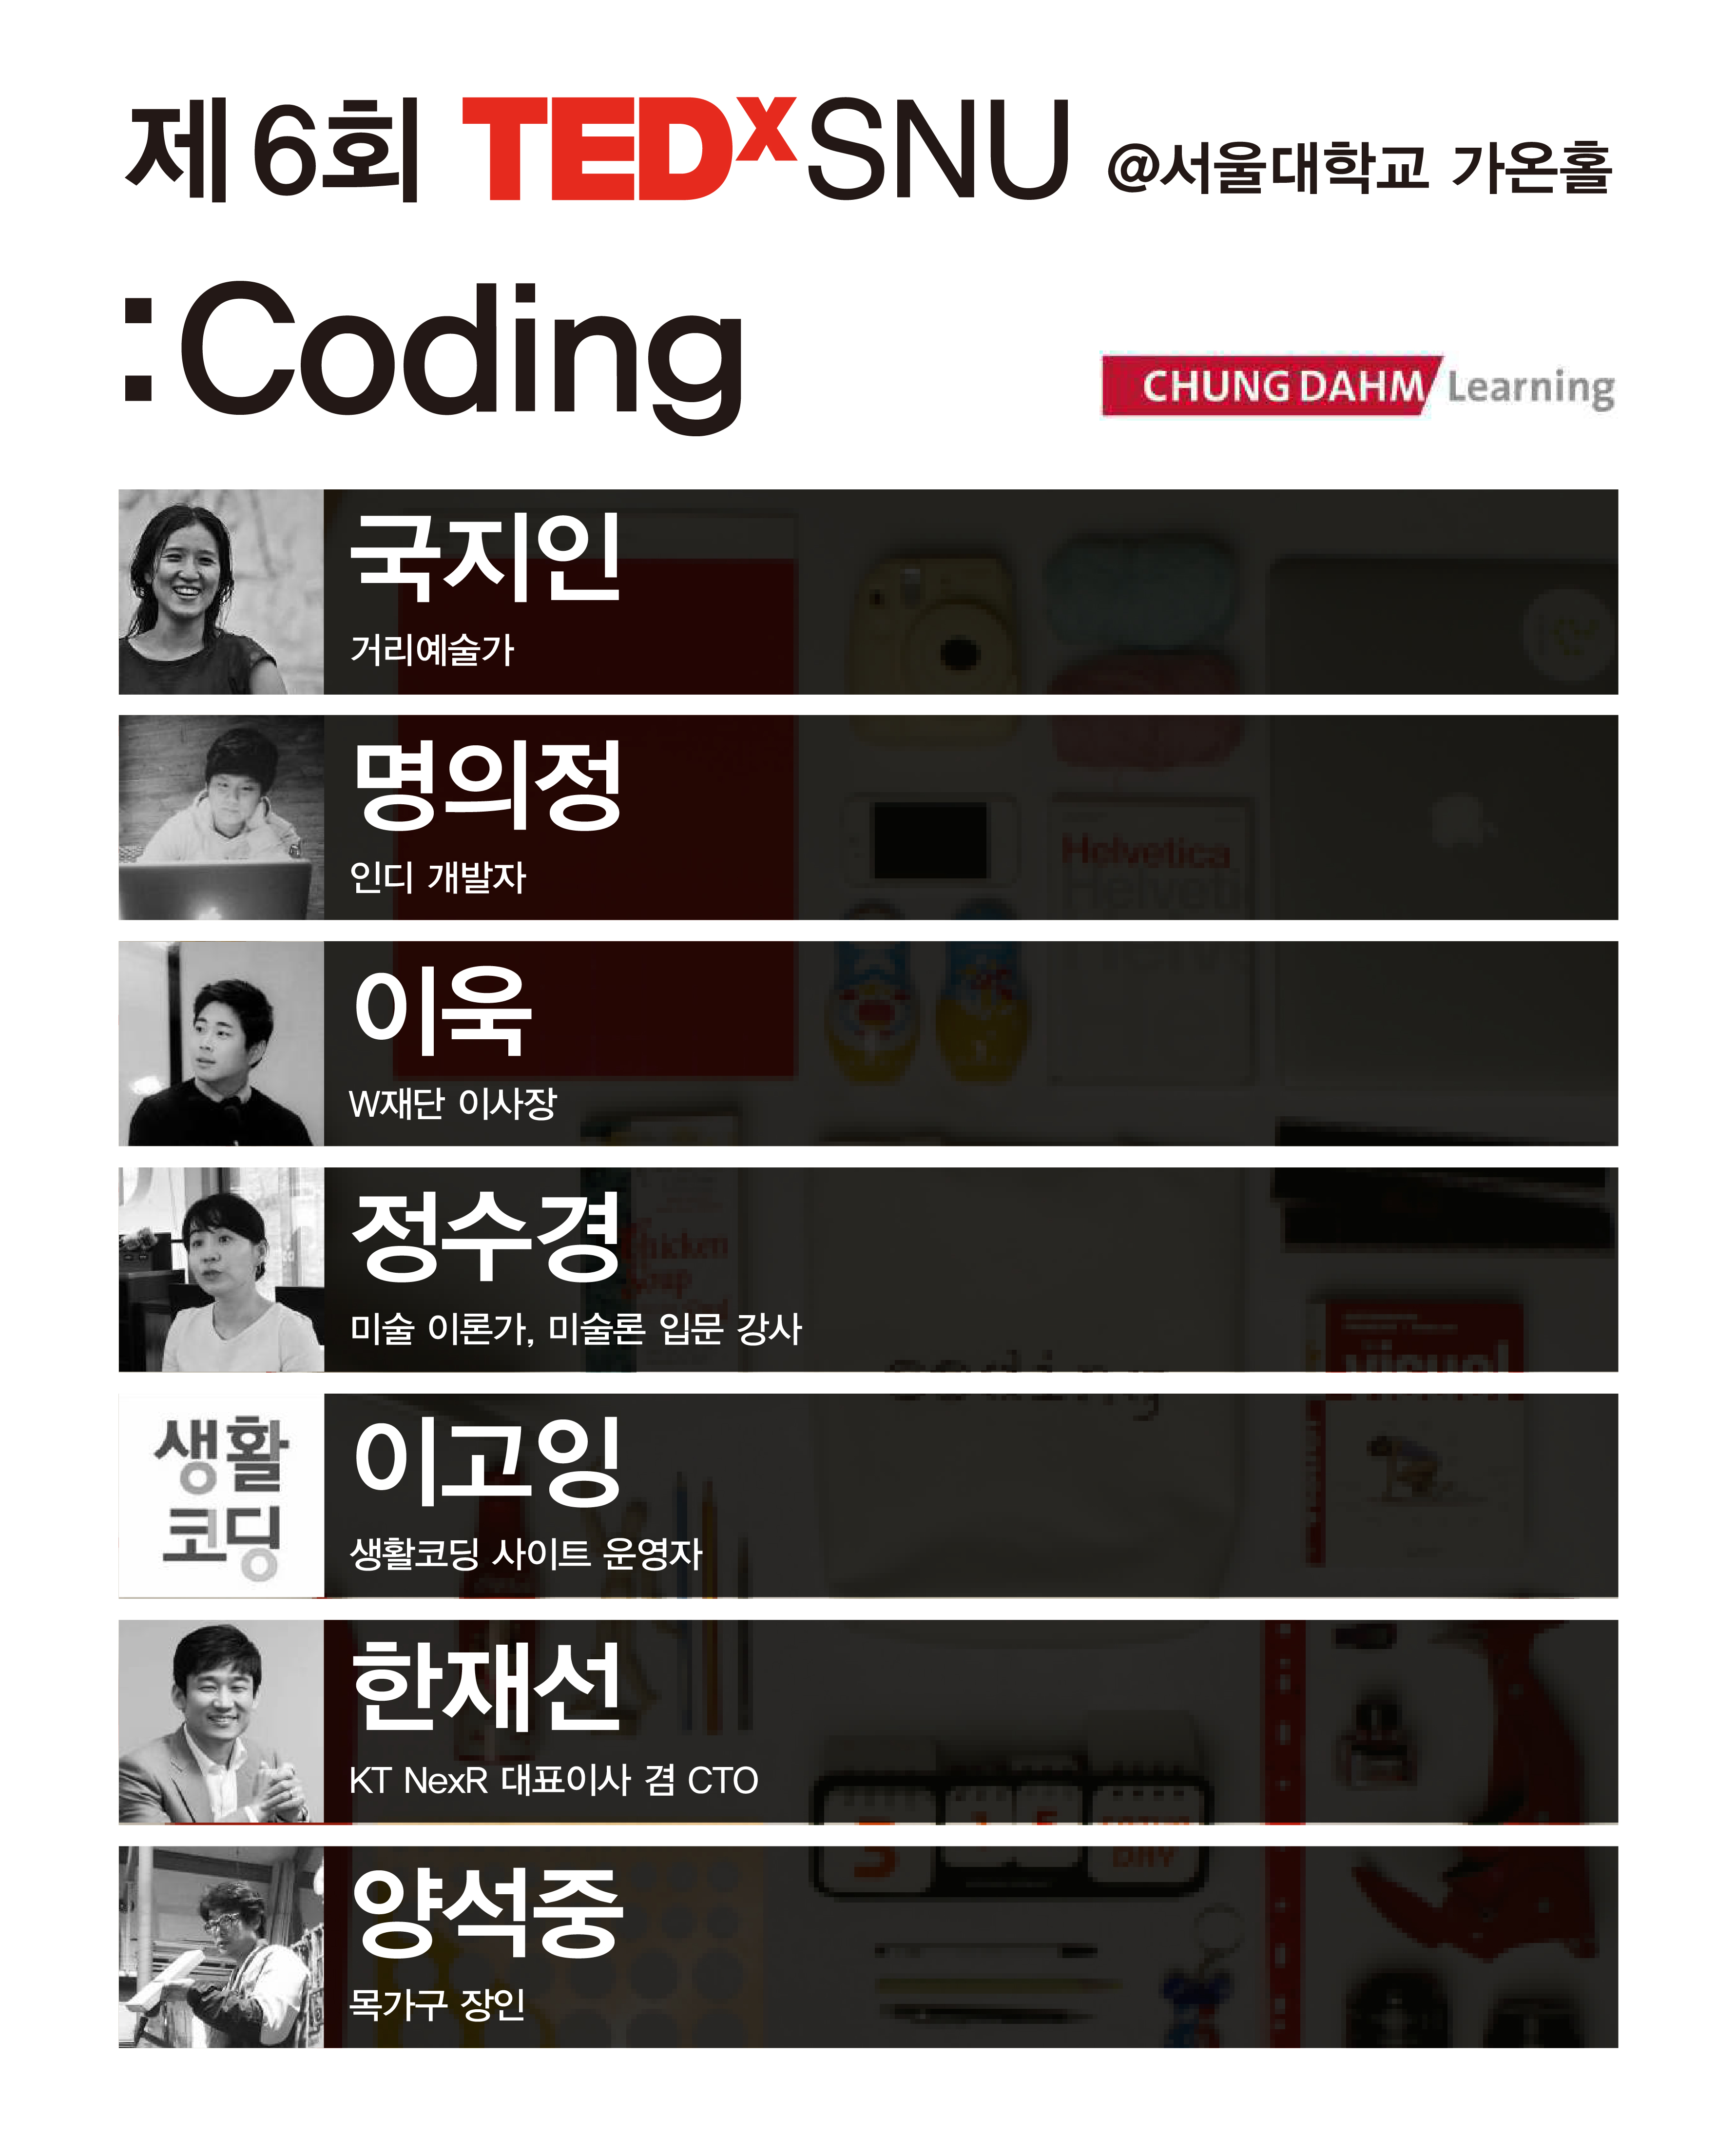 제 6회 TEDxSNU @서울대학교 가온홀
:Coding
CHUNGDAHM Learning
국지인
거리예술가
명의정
인디 개발자
Helvetica
이욱
W재단 이사장
정수경
미술 이론가, 미술론 입문 강사
coding
생활
코딩
이고잉
생활코딩 사이트 운영자
한재선
KT NexR 대표이사 겸 CTO
양석중
목가구 장인